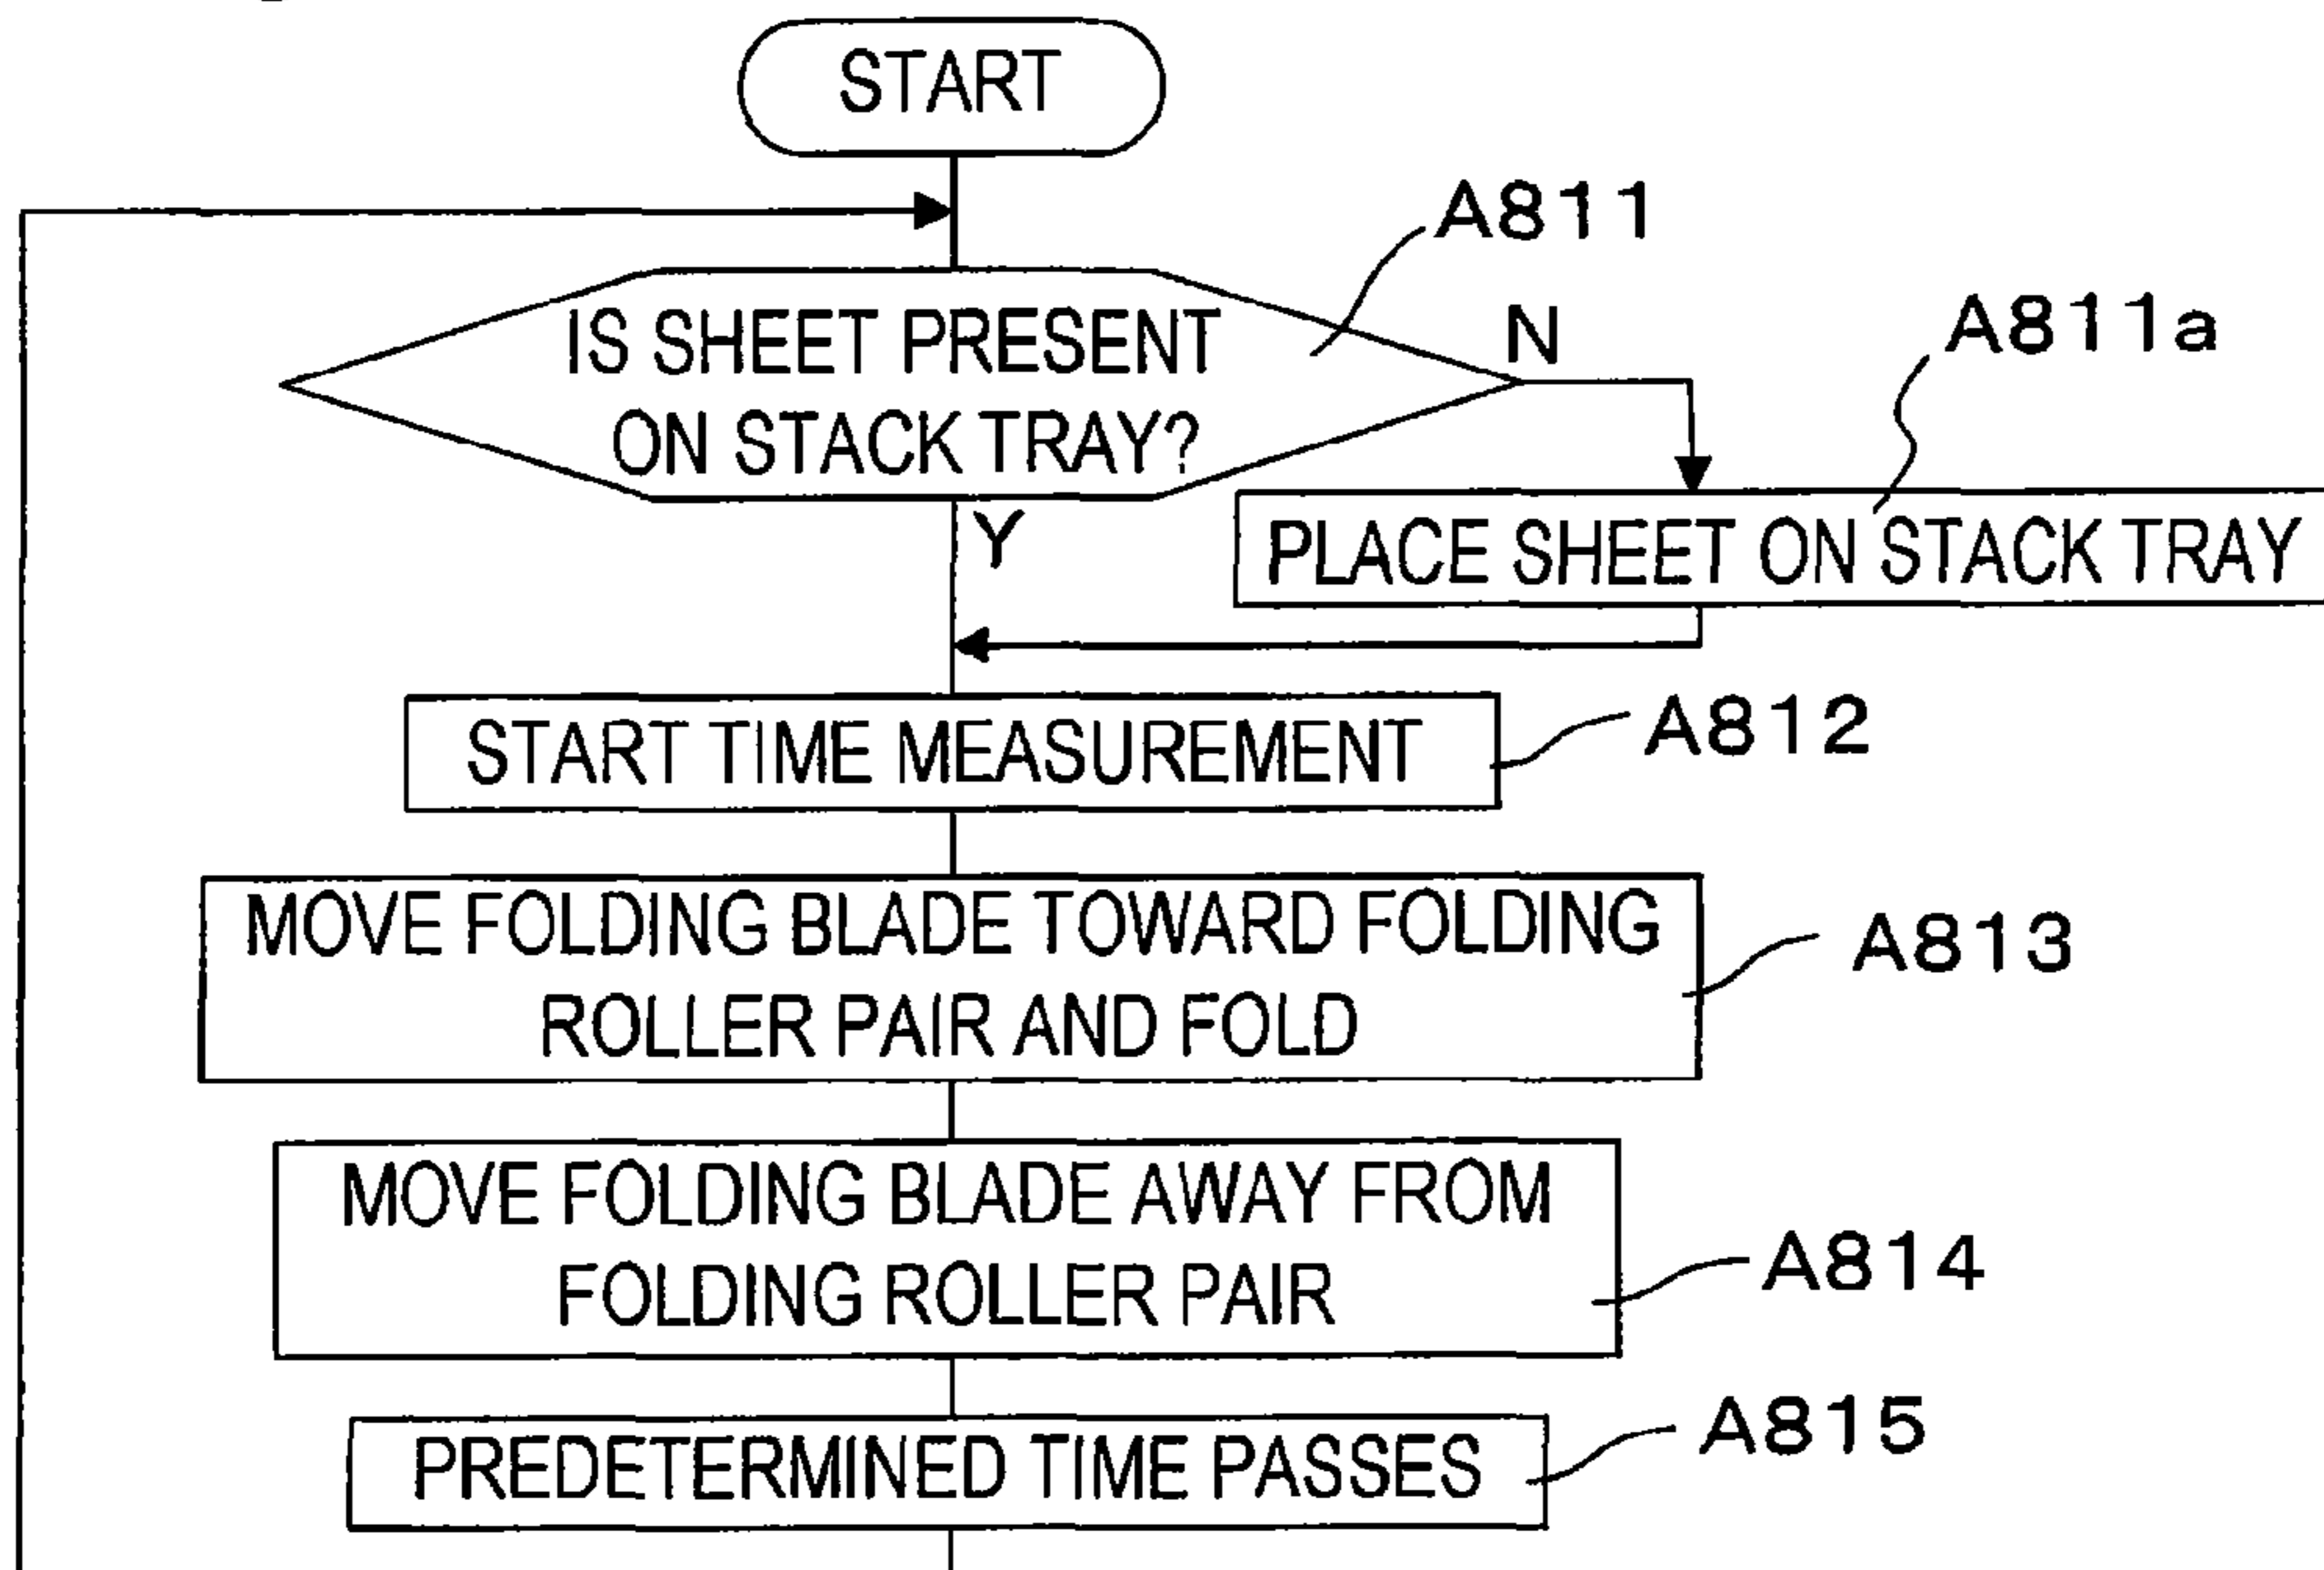 START
A811
IS SHEET PRESENT
ON STACK TRAY?
N
A811a
Y
PLACE SHEET ON STACK TRAY
START TIME MEASUREMENT
A812
MOVE FOLDING BLADE TOWARD FOLDING
ROLLER PAIR AND FOLD
A813
MOVE FOLDING BLADE AWAY FROM
FOLDING ROLLER PAIR
A814
PREDETERMINED TIME PASSES
A815